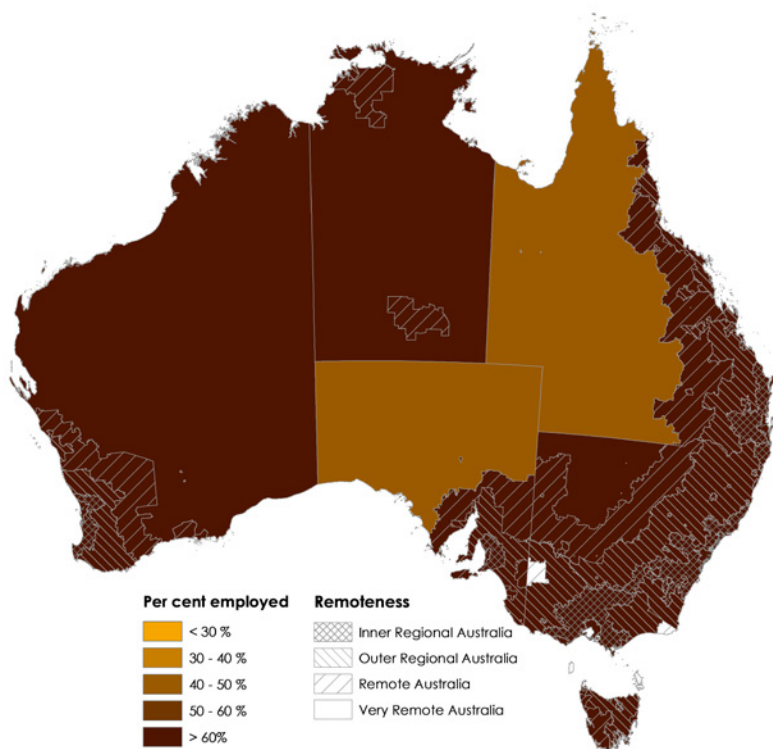 Per cent employed
< 30 %
30 - 40 %
40 - 50 %
50 - 60 %
> 60%
Remoteness
Inner Regional Australia
Outer Regional Australia
Remote Australia
Very Remote Australia